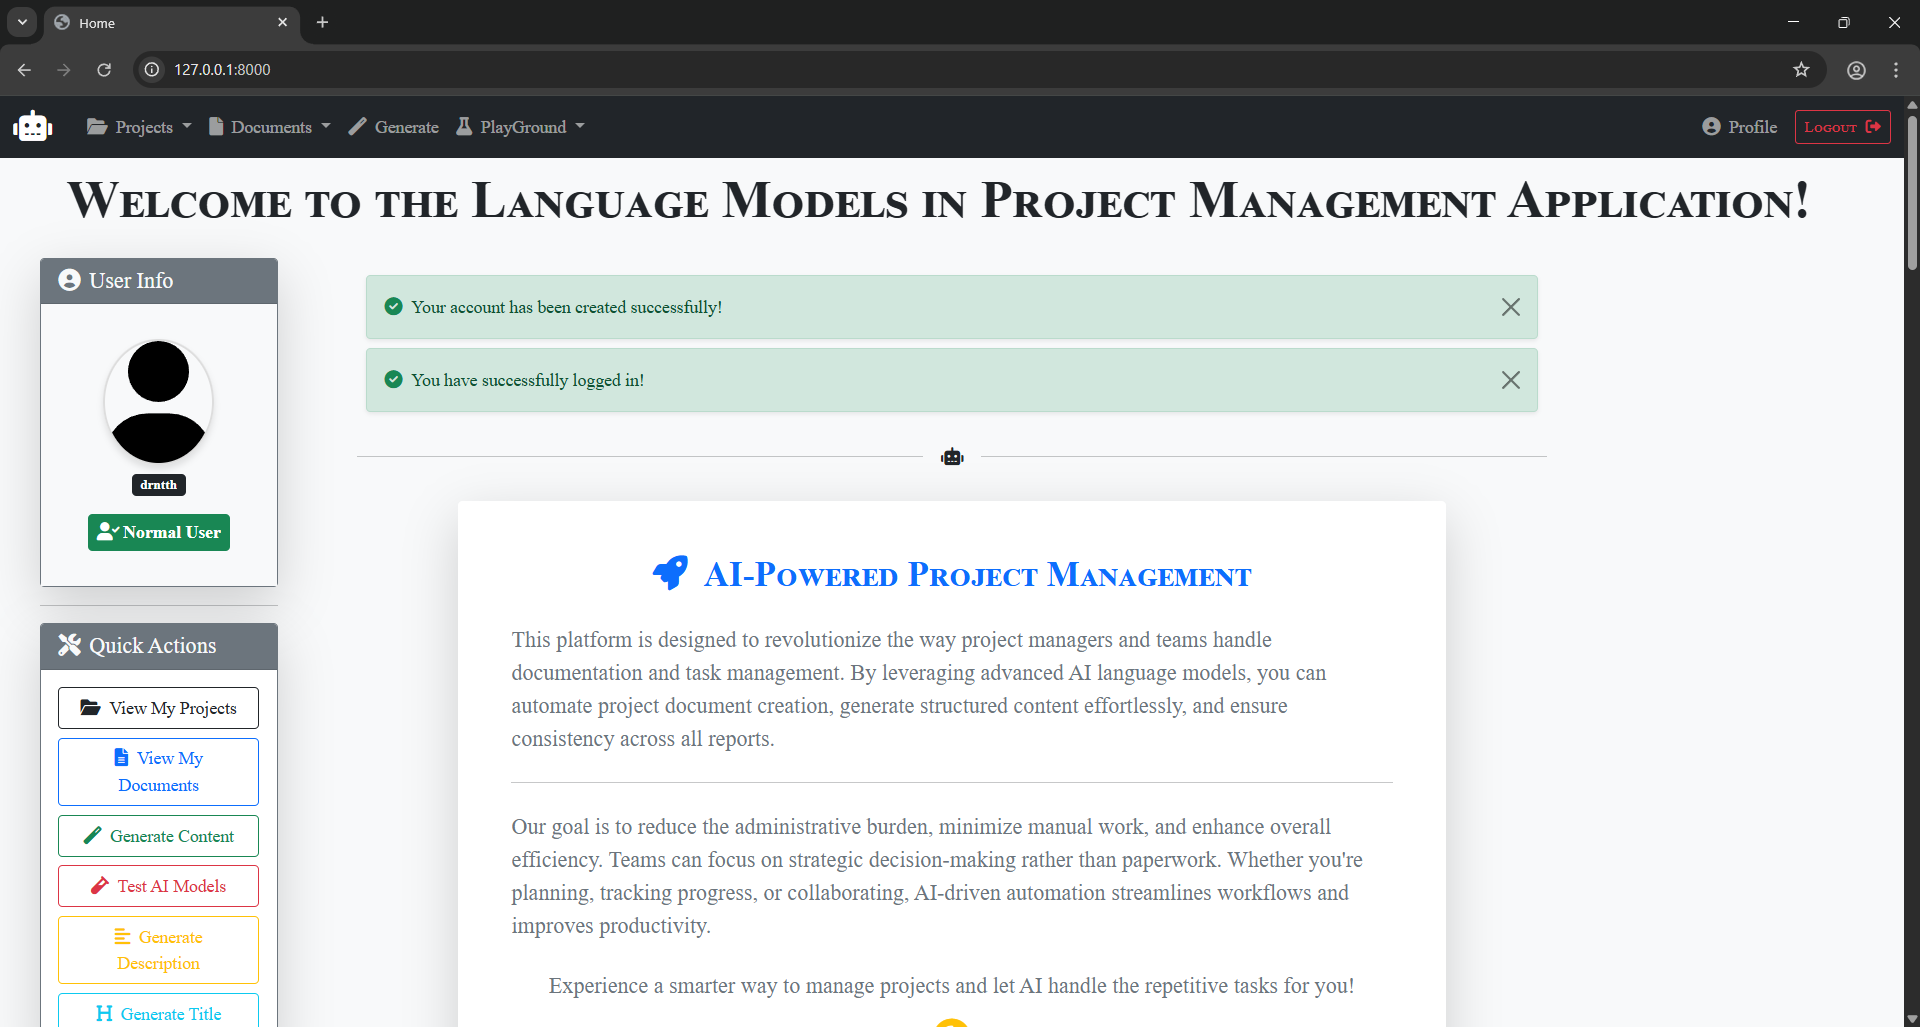 Home
127.0.0.1:8000
Projects
Documents
Generate
PlayGround
Profile
Logout
Welcome to the Language Models in Project Management Application!
User Info
drntth
Normal User
Quick Actions
View My Projects
View My
Documents
Generate Content
Test AI Models
Generate
Description
Generate Title
Your account has been created successfully!
You have successfully logged in!
AI-Powered Project Management
This platform is designed to revolutionize the way project managers and teams handle
documentation and task management. By leveraging advanced AI language models, you can
automate project document creation, generate structured content effortlessly, and ensure
consistency across all reports.
Our goal is to reduce the administrative burden, minimize manual work, and enhance overall
efficiency. Teams can focus on strategic decision-making rather than paperwork. Whether you're
planning, tracking progress, or collaborating, AI-driven automation streamlines workflows and
improves productivity.
Experience a smarter way to manage projects and let AI handle the repetitive tasks for you!